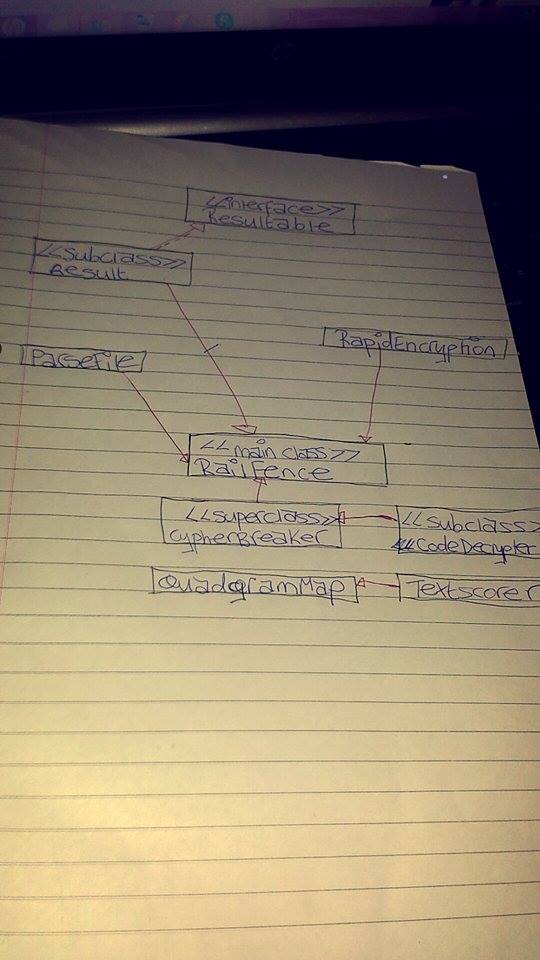 <<interface>>
Resultable
<<subclass>>
Result
RapidEncryption
ParseFile
<<main class>>
RailFence
<<superclass>>
CypherBreaker
<<subclass>
CodeDecrypter
QuadgramMap
Textscorer